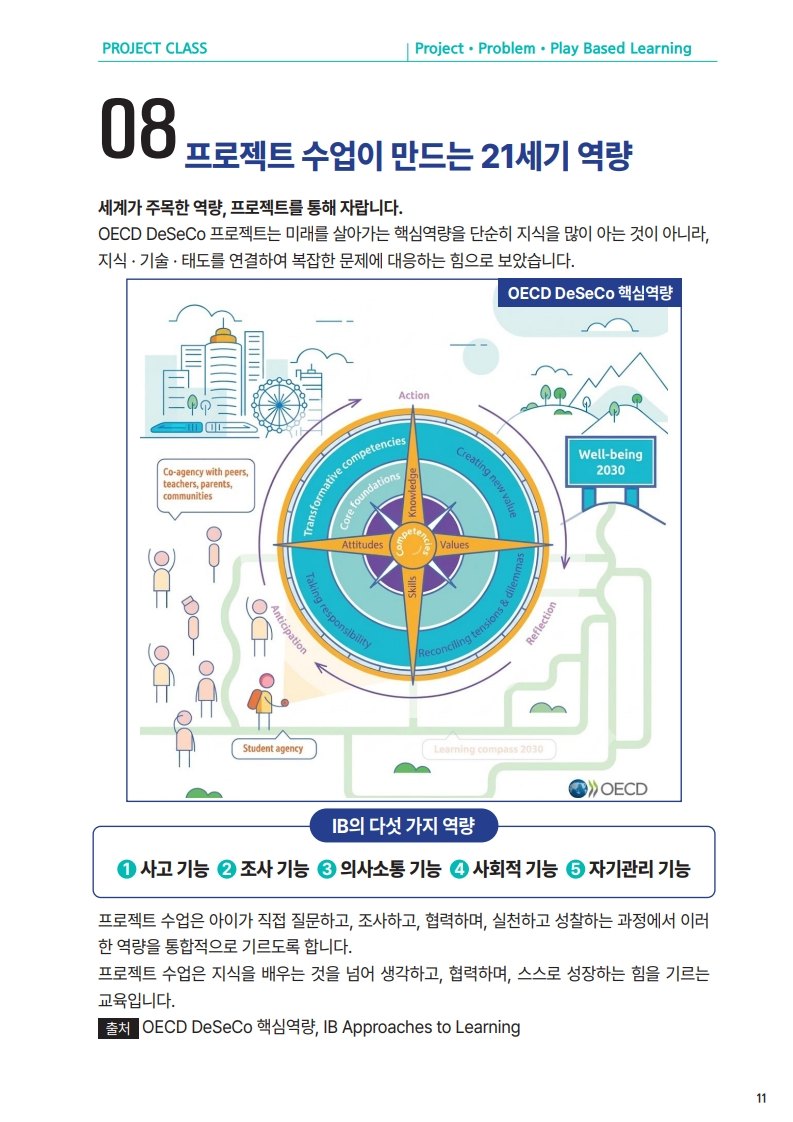 PROJECT CLASS
Project · Problem · Play Based Learning
08 프로젝트 수업이 만드는 21세기 역량
세계가 주목한 역량, 프로젝트를 통해 자랍니다.
OECD DeSeCo 프로젝트는 미래를 살아가는 핵심역량을 단순히 지식을 많이 아는 것이 아니라,
지식 · 기술 · 태도를 연결하여 복잡한 문제에 대응하는 힘으로 보았습니다.
OECD DeSeCo 핵심역량
Action
Well-being
2030
Co-agency with peers,
teachers, parents,
communities
Transformative competencies
Creating new value
Core foundations
Knowledge
Attitudes
Competencies
Values
Skills
Taking responsibility
Reconciling tensions & dilemmas
Anticipation
Reflection
Student agency
Learning compass 2030
OECD
IB의 다섯 가지 역량
1 사고 기능 2 조사 기능 3 의사소통 기능 4 사회적 기능 5 자기관리 기능
프로젝트 수업은 아이가 직접 질문하고, 조사하고, 협력하며, 실천하고 성찰하는 과정에서 이러
한 역량을 통합적으로 기르도록 합니다.
프로젝트 수업은 지식을 배우는 것을 넘어 생각하고, 협력하며, 스스로 성장하는 힘을 기르는
교육입니다.
출처 OECD DeSeCo 핵심역량, IB Approaches to Learning
11